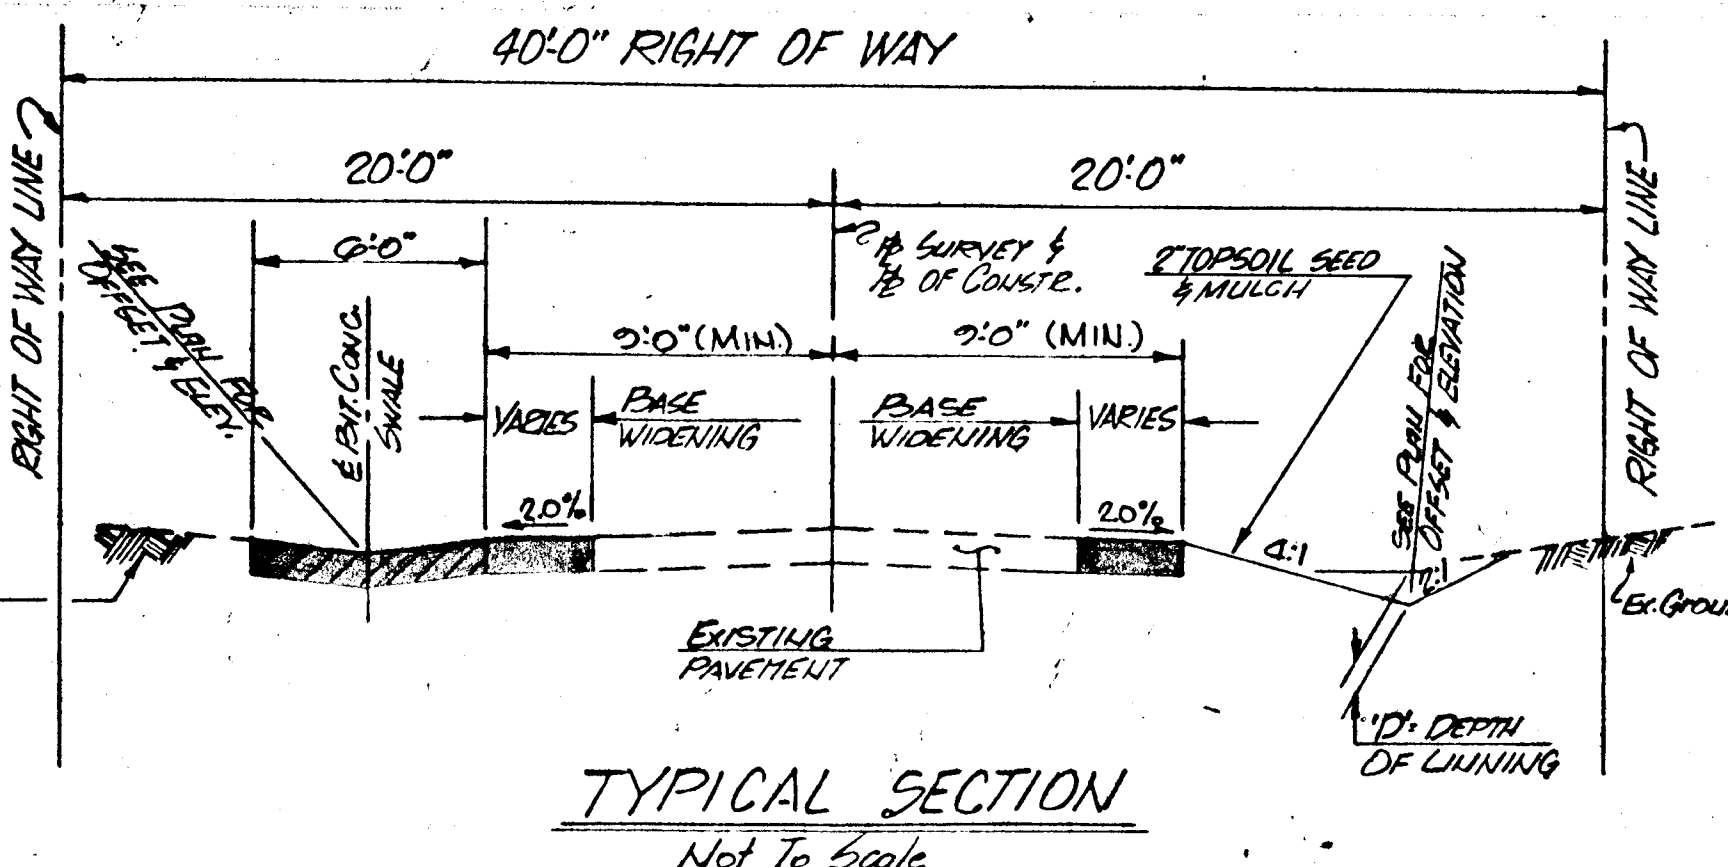 40'-0" RIGHT OF WAY
RIGHT OF WAY LINE
20'-0"
20'-0"
RIGHT OF WAY LINE
6'-0"
SEE PLAN FOR
OFFSET & ELEV.
℄ BIT. CONC.
SWALE
℄ SURVEY &
℄ OF CONSTR.
2" TOPSOIL SEED
& MULCH
SEE PLAN FOR
OFFSET & ELEVATION
9'-0" (MIN.)
9'-0" (MIN.)
VARIES
BASE
WIDENING
BASE
WIDENING
VARIES
2.0%
2.0%
4:1
2:1
EXISTING
PAVEMENT
'D'= DEPTH
OF LINNING
TYPICAL SECTION
Not To Scale